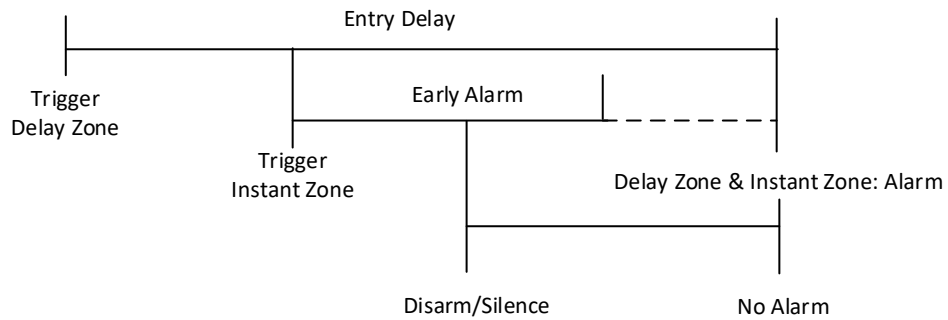 Entry Delay
Early Alarm
Trigger
Delay Zone
Trigger
Instant Zone
Delay Zone & Instant Zone: Alarm
Disarm/Silence
No Alarm